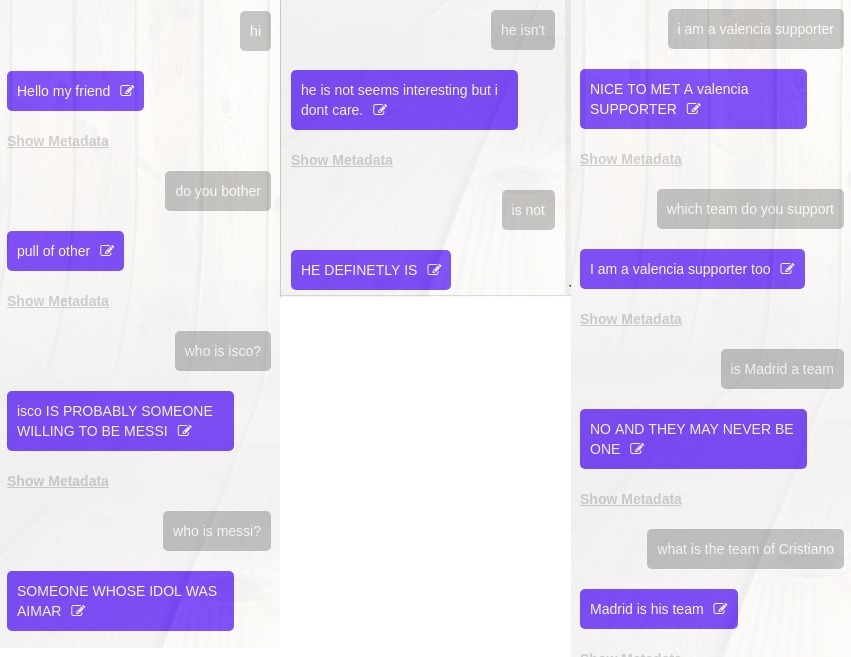 hi
Hello my friend
Show Metadata
do you bother
pull of other
Show Metadata
who is isco?
isco IS PROBABLY SOMEONE
WILLING TO BE MESSI
Show Metadata
who is messi?
SOMEONE WHOSE IDOL WAS
AIMAR
he isn't
he is not seems interesting but i
dont care.
Show Metadata
is not
HE DEFINETLY IS
i am a valencia supporter
NICE TO MET A valencia
SUPPORTER
Show Metadata
which team do you support
I am a valencia supporter too
Show Metadata
is Madrid a team
NO AND THEY MAY NEVER BE
ONE
Show Metadata
what is the team of Cristiano
Madrid is his team
Show Metadata